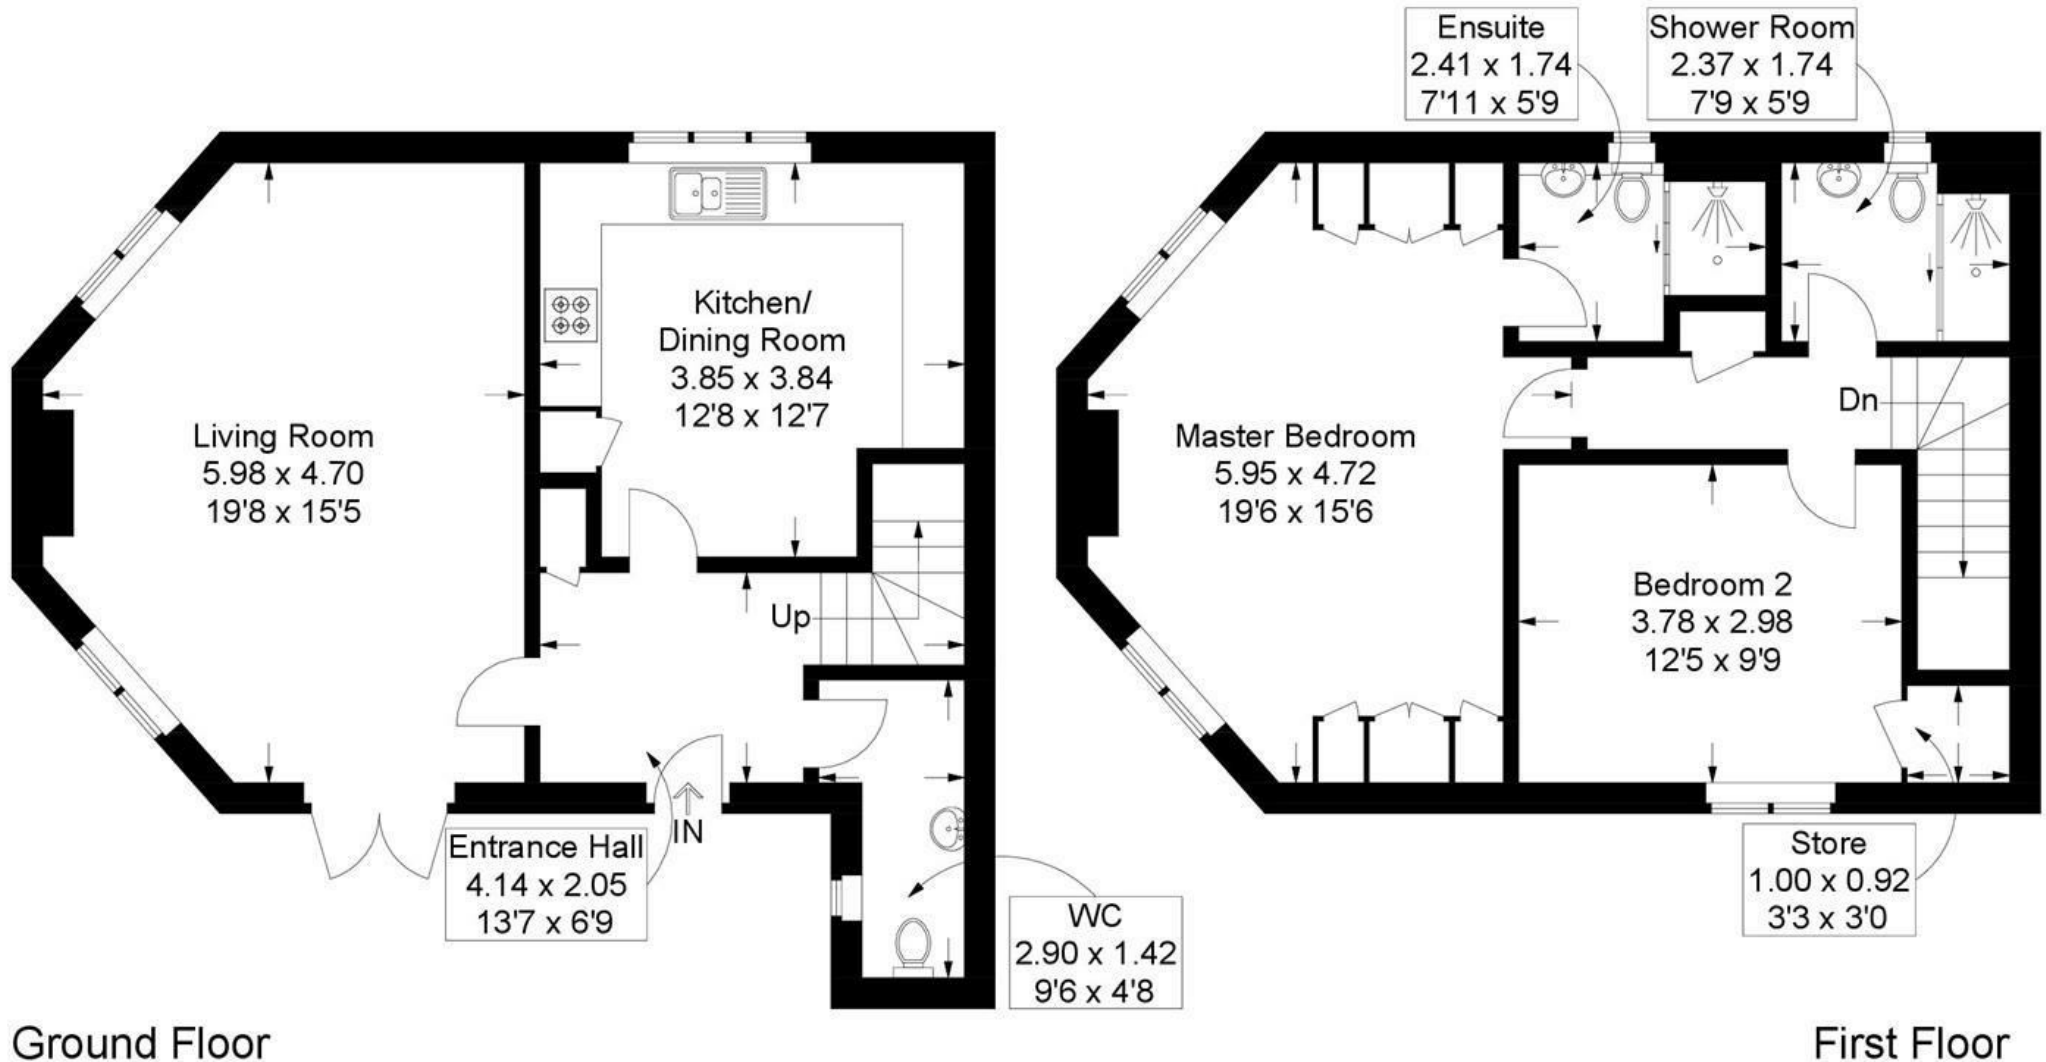 Ensuite
2.41 x 1.74
7'11 x 5'9
Shower Room
2.37 x 1.74
7'9 x 5'9
Kitchen/
Dining Room
3.85 x 3.84
12'8 x 12'7
Living Room
5.98 x 4.70
19'8 x 15'5
Up
Entrance Hall
4.14 x 2.05
13'7 x 6'9
IN
WC
2.90 x 1.42
9'6 x 4'8
Master Bedroom
5.95 x 4.72
19'6 x 15'6
Dn
Bedroom 2
3.78 x 2.98
12'5 x 9'9
Store
1.00 x 0.92
3'3 x 3'0
Ground Floor
First Floor